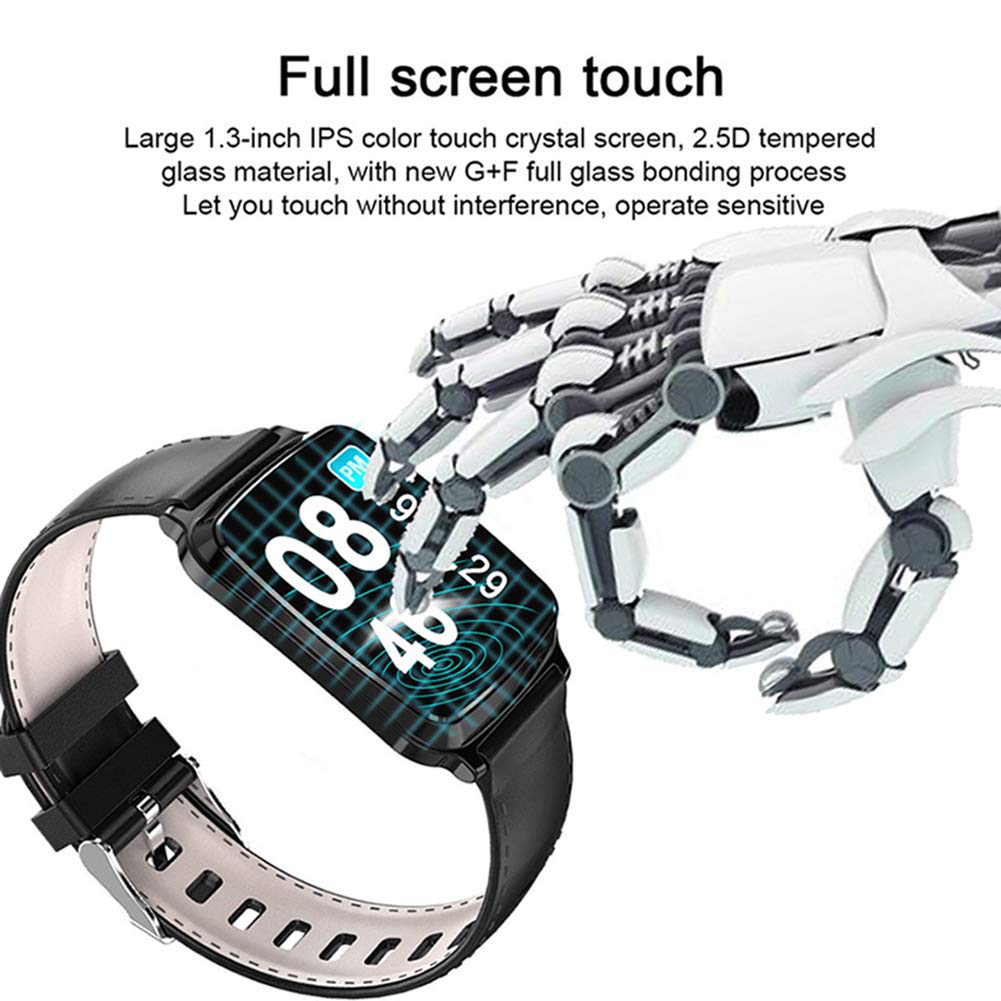 Full screen touch
Large 1.3-inch IPS color touch crystal screen, 2.5D tempered
glass material, with new G+F full glass bonding process
Let you touch without interference, operate sensitive
PM
08
46
29